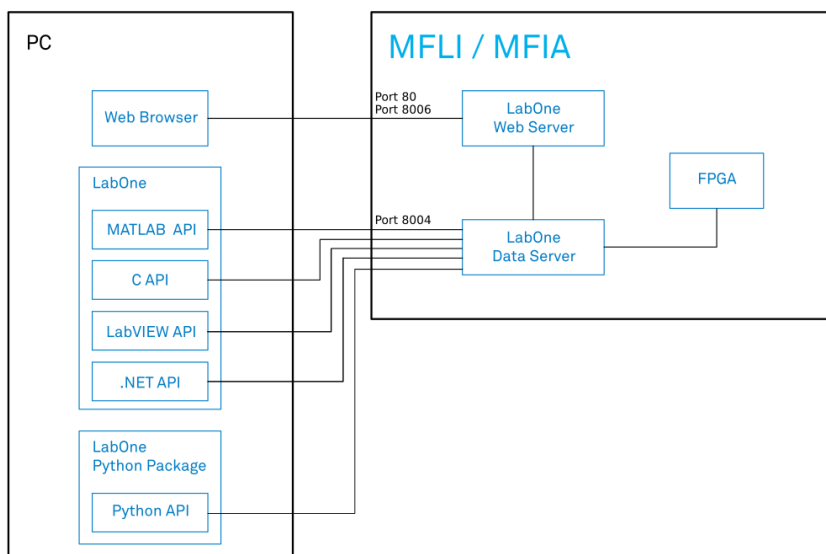 PC
MFLI / MFIA
Web Browser
Port 80
Port 8006
LabOne
Web Server
LabOne
MATLAB API
C API
LabVIEW API
.NET API
Port 8004
LabOne
Data Server
FPGA
LabOne
Python Package
Python API